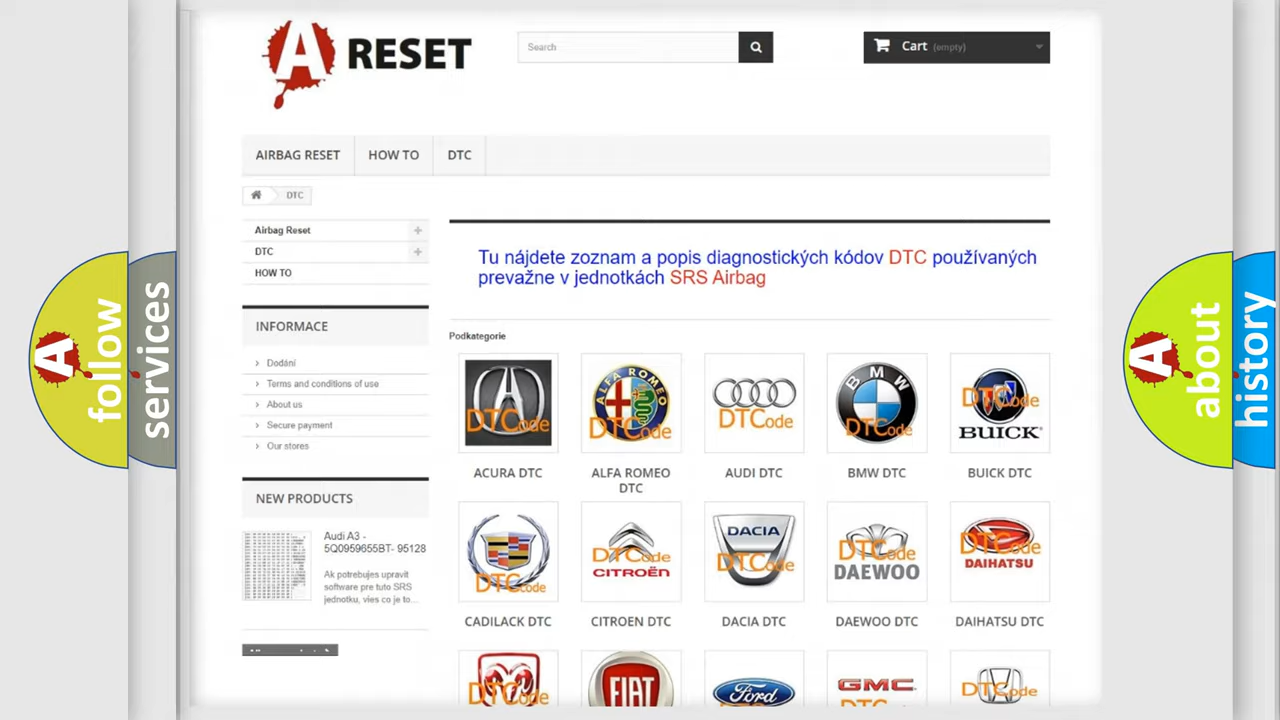 A RESET
Search
Cart (empty)
AIRBAG RESET
HOW TO
DTC
DTC
Airbag Reset
DTC
HOW TO
INFORMACE
Dodání
Terms and conditions of use
About us
Secure payment
Our stores
NEW PRODUCTS
Audi A3 -
5Q0959655BT- 95128
Ak potrebujes upravit
software pre tuto SRS
jednotku, vies co je to...
Tu nájdete zoznam a popis diagnostických kódov DTC používaných
prevažne v jednotkách SRS Airbag
Podkategorie
DTCode
ALFA ROMEO
DTCode
DTCode
BMW
DTCode
DTCode
BUICK
ACURA DTC
ALFA ROMEO
DTC
AUDI DTC
BMW DTC
BUICK DTC
DTCode
DTCode
CITROËN
DACIA
DTCode
DTCode
DAEWOO
DTCode
DAIHATSU
CADILACK DTC
CITROEN DTC
DACIA DTC
DAEWOO DTC
DAIHATSU DTC
DTCode
FIAT
Ford
GMC
DTCode
A follow
services
A about
history